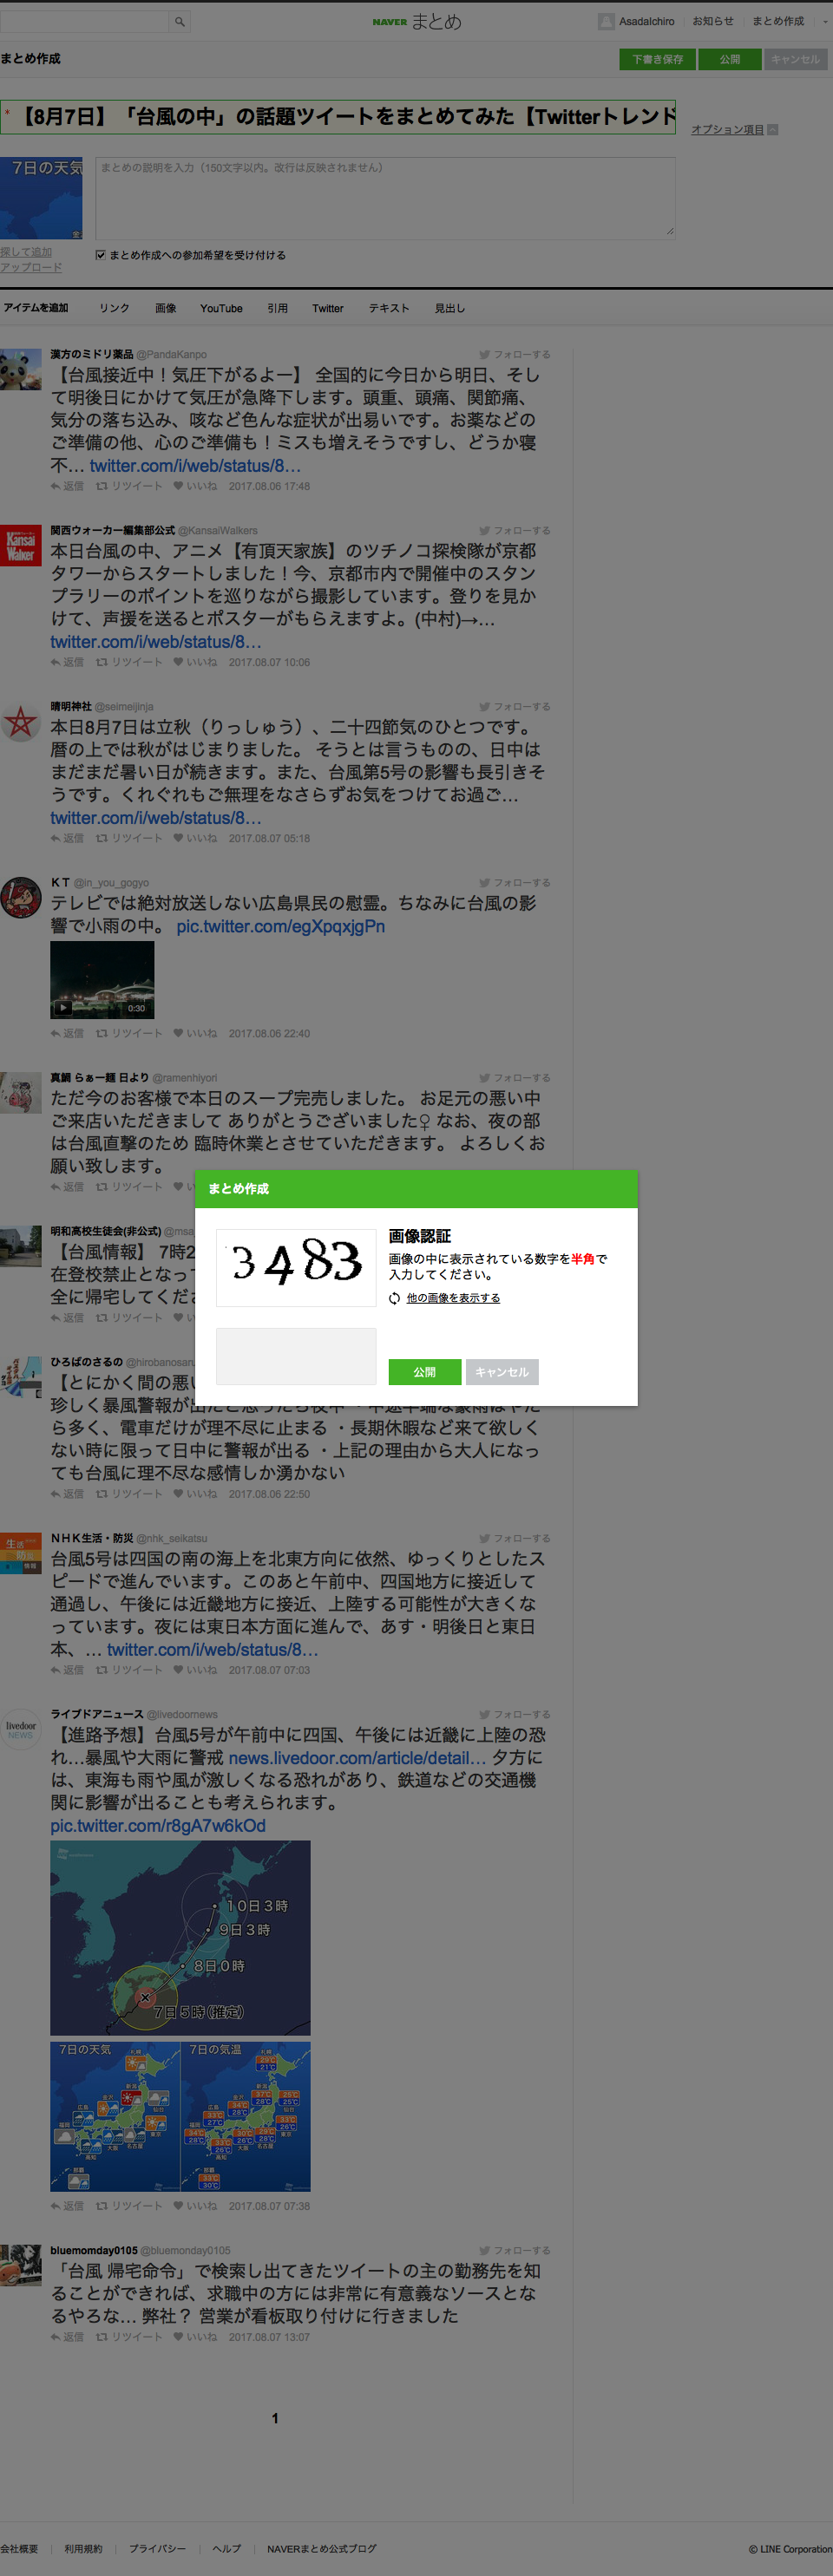 NAVER まとめ
AsadaIchiro
お知らせ
まとめ作成
まとめ作成
下書き保存
公開
キャンセル
* 【8月7日】「台風の中」の話題ツイートをまとめてみた【Twitterトレンド
オプション項目
7日の天気
まとめの説明を入力（150文字以内。改行は反映されません）
探して追加
アップロード
まとめ作成への参加希望を受け付ける
アイテムを追加
リンク
画像
YouTube
引用
Twitter
テキスト
見出し
漢方のミドリ薬品 @PandaKanpo
フォローする
【台風接近中！気圧下がるよー】 全国的に今日から明日、そし
て明後日にかけて気圧が急降下します。頭重、頭痛、関節痛、
気分の落ち込み、咳など色んな症状が出易いです。お薬などの
ご準備の他、心のご準備も！ミスも増えそうですし、どうか寝
不… twitter.com/i/web/status/8…
返信 リツイート いいね 2017.08.06 17:48
Kansai
Walker
関西ウォーカー編集部公式 @KansaiWalkers
フォローする
本日台風の中、アニメ【有頂天家族】のツチノコ探検隊が京都
タワーからスタートしました！今、京都市内で開催中のスタン
プラリーのポイントを巡りながら撮影しています。登りを見か
けて、声援を送るとポスターがもらえますよ。(中村)→…
twitter.com/i/web/status/8…
返信 リツイート いいね 2017.08.07 10:06
晴明神社 @seimeijinja
フォローする
本日8月7日は立秋（りっしゅう）、二十四節気のひとつです。
暦の上では秋がはじまりました。 そうとは言うものの、日中は
まだまだ暑い日が続きます。また、台風第5号の影響も長引きそ
うです。くれぐれもご無理をなさらずお気をつけてお過ご…
twitter.com/i/web/status/8…
返信 リツイート いいね 2017.08.07 05:18
ＫＴ @in_you_gogyo
フォローする
テレビでは絶対放送しない広島県民の慰霊。ちなみに台風の影
響で小雨の中。 pic.twitter.com/egXpqxjgPn
0:30
返信 リツイート いいね 2017.08.06 22:40
真鯛 らぁー麺 日より @ramenhiyori
フォローする
ただ今のお客様で本日のスープ完売しました。 お足元の悪い中
ご来店いただきまして ありがとうございました♀ なお、夜の部
は台風直撃のため 臨時休業とさせていただきます。 よろしくお
願い致します。
返信 リツイート い
まとめ作成
3483
画像認証
画像の中に表示されている数字を半角で
入力してください。
他の画像を表示する
公開
キャンセル
明和高校生徒会(非公式) @msa
【台風情報】 7時2
在登校禁止となって
全に帰宅してくださ
返信 リツイート い
ひろばのさるの @hirobanosaru
【とにかく間の悪い
珍しく暴風警報が出たと思ったら夜中 ・中途半端な豪雨はや
たら多く、電車だけが理不尽に止まる ・長期休暇など来て欲しく
ない時に限って日中に警報が出る ・上記の理由から大人になっ
ても台風に理不尽な感情しか湧かない
返信 リツイート いいね 2017.08.06 22:50
生活
防災
情報
ＮＨＫ生活・防災 @nhk_seikatsu
フォローする
台風5号は四国の南の海上を北東方向に依然、ゆっくりとしたス
ピードで進んでいます。このあと午前中、四国地方に接近して
通過し、午後には近畿地方に接近、上陸する可能性が大きくな
っています。夜には東日本方面に進んで、あす・明後日と東日
本、… twitter.com/i/web/status/8…
返信 リツイート いいね 2017.08.07 07:03
livedoor
NEWS
ライブドアニュース @livedoornews
フォローする
【進路予想】台風5号が午前中に四国、午後には近畿に上陸の恐
れ…暴風や大雨に警戒 news.livedoor.com/article/detail… 夕方に
は、東海も雨や風が激しくなる恐れがあり、鉄道などの交通機
関に影響が出ることも考えられます。
pic.twitter.com/r8gA7w6kOd
10日3時
9日3時
8日0時
7日5時(推定)
7日の天気
7日の気温
返信 リツイート いいね 2017.08.07 07:38
bluemomday0105 @bluemonday0105
フォローする
「台風 帰宅命令」で検索し出てきたツイートの主の勤務先を知
ることができれば、求職中の方には非常に有意義なソースとな
るやろな… 弊社？ 営業が看板取り付けに行きました
返信 リツイート いいね 2017.08.07 13:07
1
会社概要
利用規約
プライバシー
ヘルプ
NAVERまとめ公式ブログ
© LINE Corporation